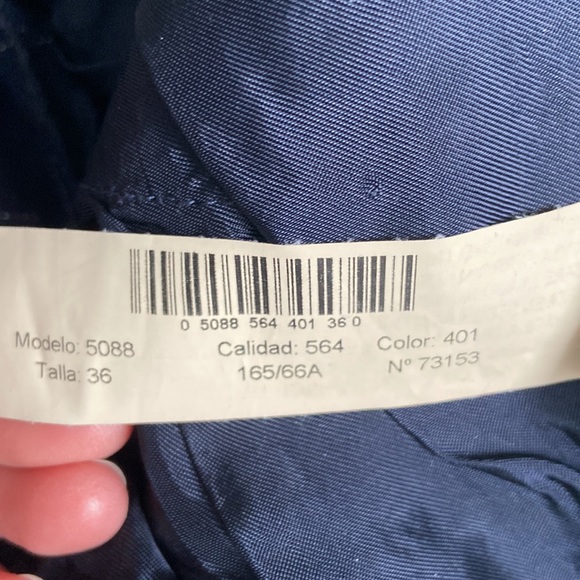 0 5088 564 401 36 0
Modelo: 5088 Calidad: 564 Color: 401
Talla: 36 165/66A Nº 73153